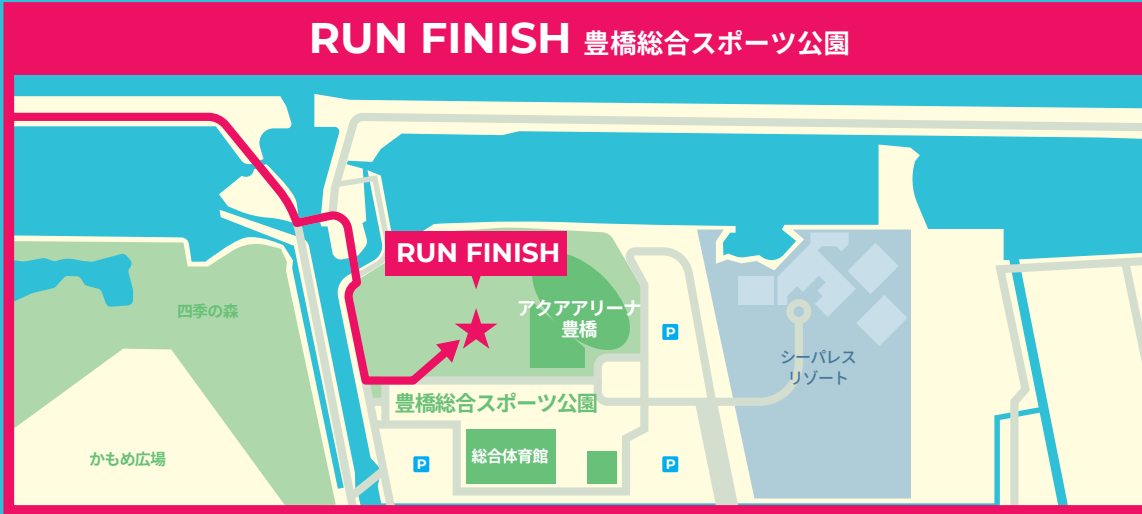 RUN FINISH 豊橋総合スポーツ公園
RUN FINISH
四季の森
アクアアリーナ
豊橋
P
シーパレス
リゾート
豊橋総合スポーツ公園
かもめ広場
総合体育館
P
P